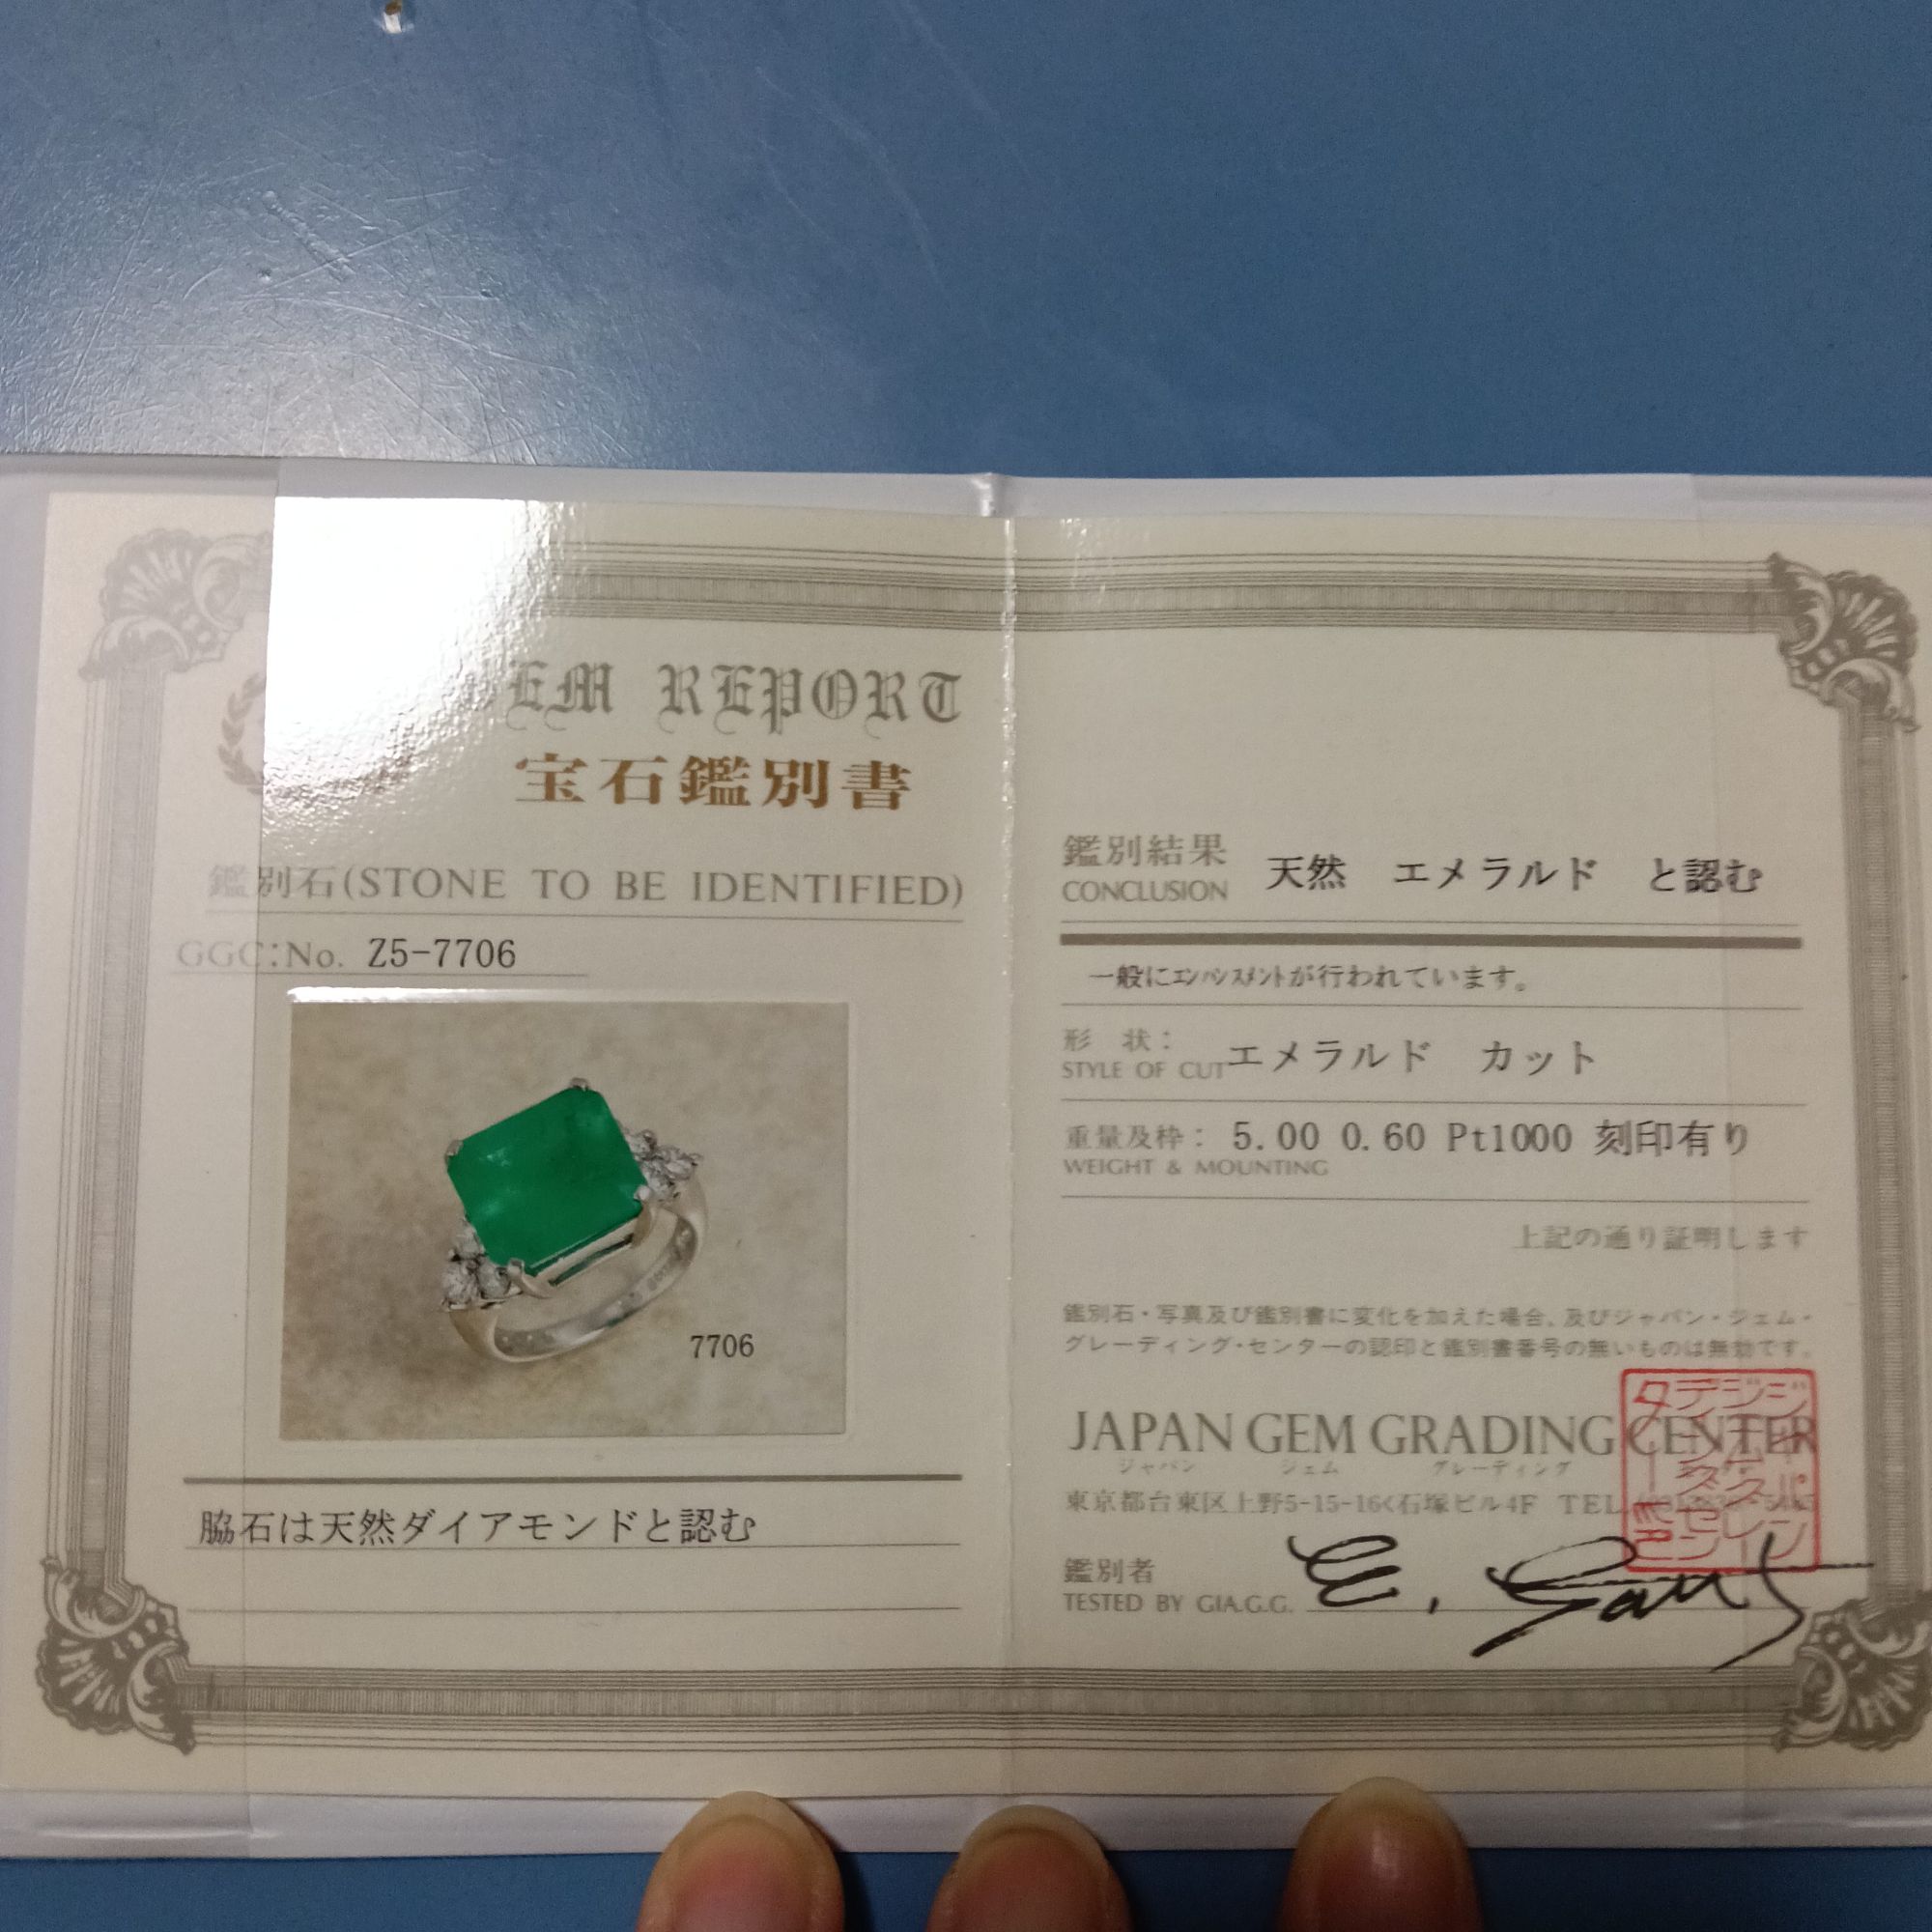 EM REPORT
宝石鑑別書
鑑別石(STONE TO BE IDENTIFIED)
GGC:No. Z5-7706
7706
脇石は天然ダイアモンドと認む
鑑別結果 天然 エメラルド と認む
CONCLUSION
一般にｴﾝﾊﾝｽﾒﾝﾄが行われています。
形 状: エメラルド カット
STYLE OF CUT
重量及枠: 5.00 0.60 Pt1000 刻印有り
WEIGHT & MOUNTING
上記の通り証明します
鑑別石・写真及び鑑別書に変化を加えた場合、及びジャパン・ジェム・
グレーディング・センターの認印と鑑別書番号の無いものは無効です。
JAPAN GEM GRADING CENTER
ジャパン ジェム グレーディング
東京都台東区上野5-15-16<石塚ビル4F TEL
鑑別者
TESTED BY GIA.G.G.